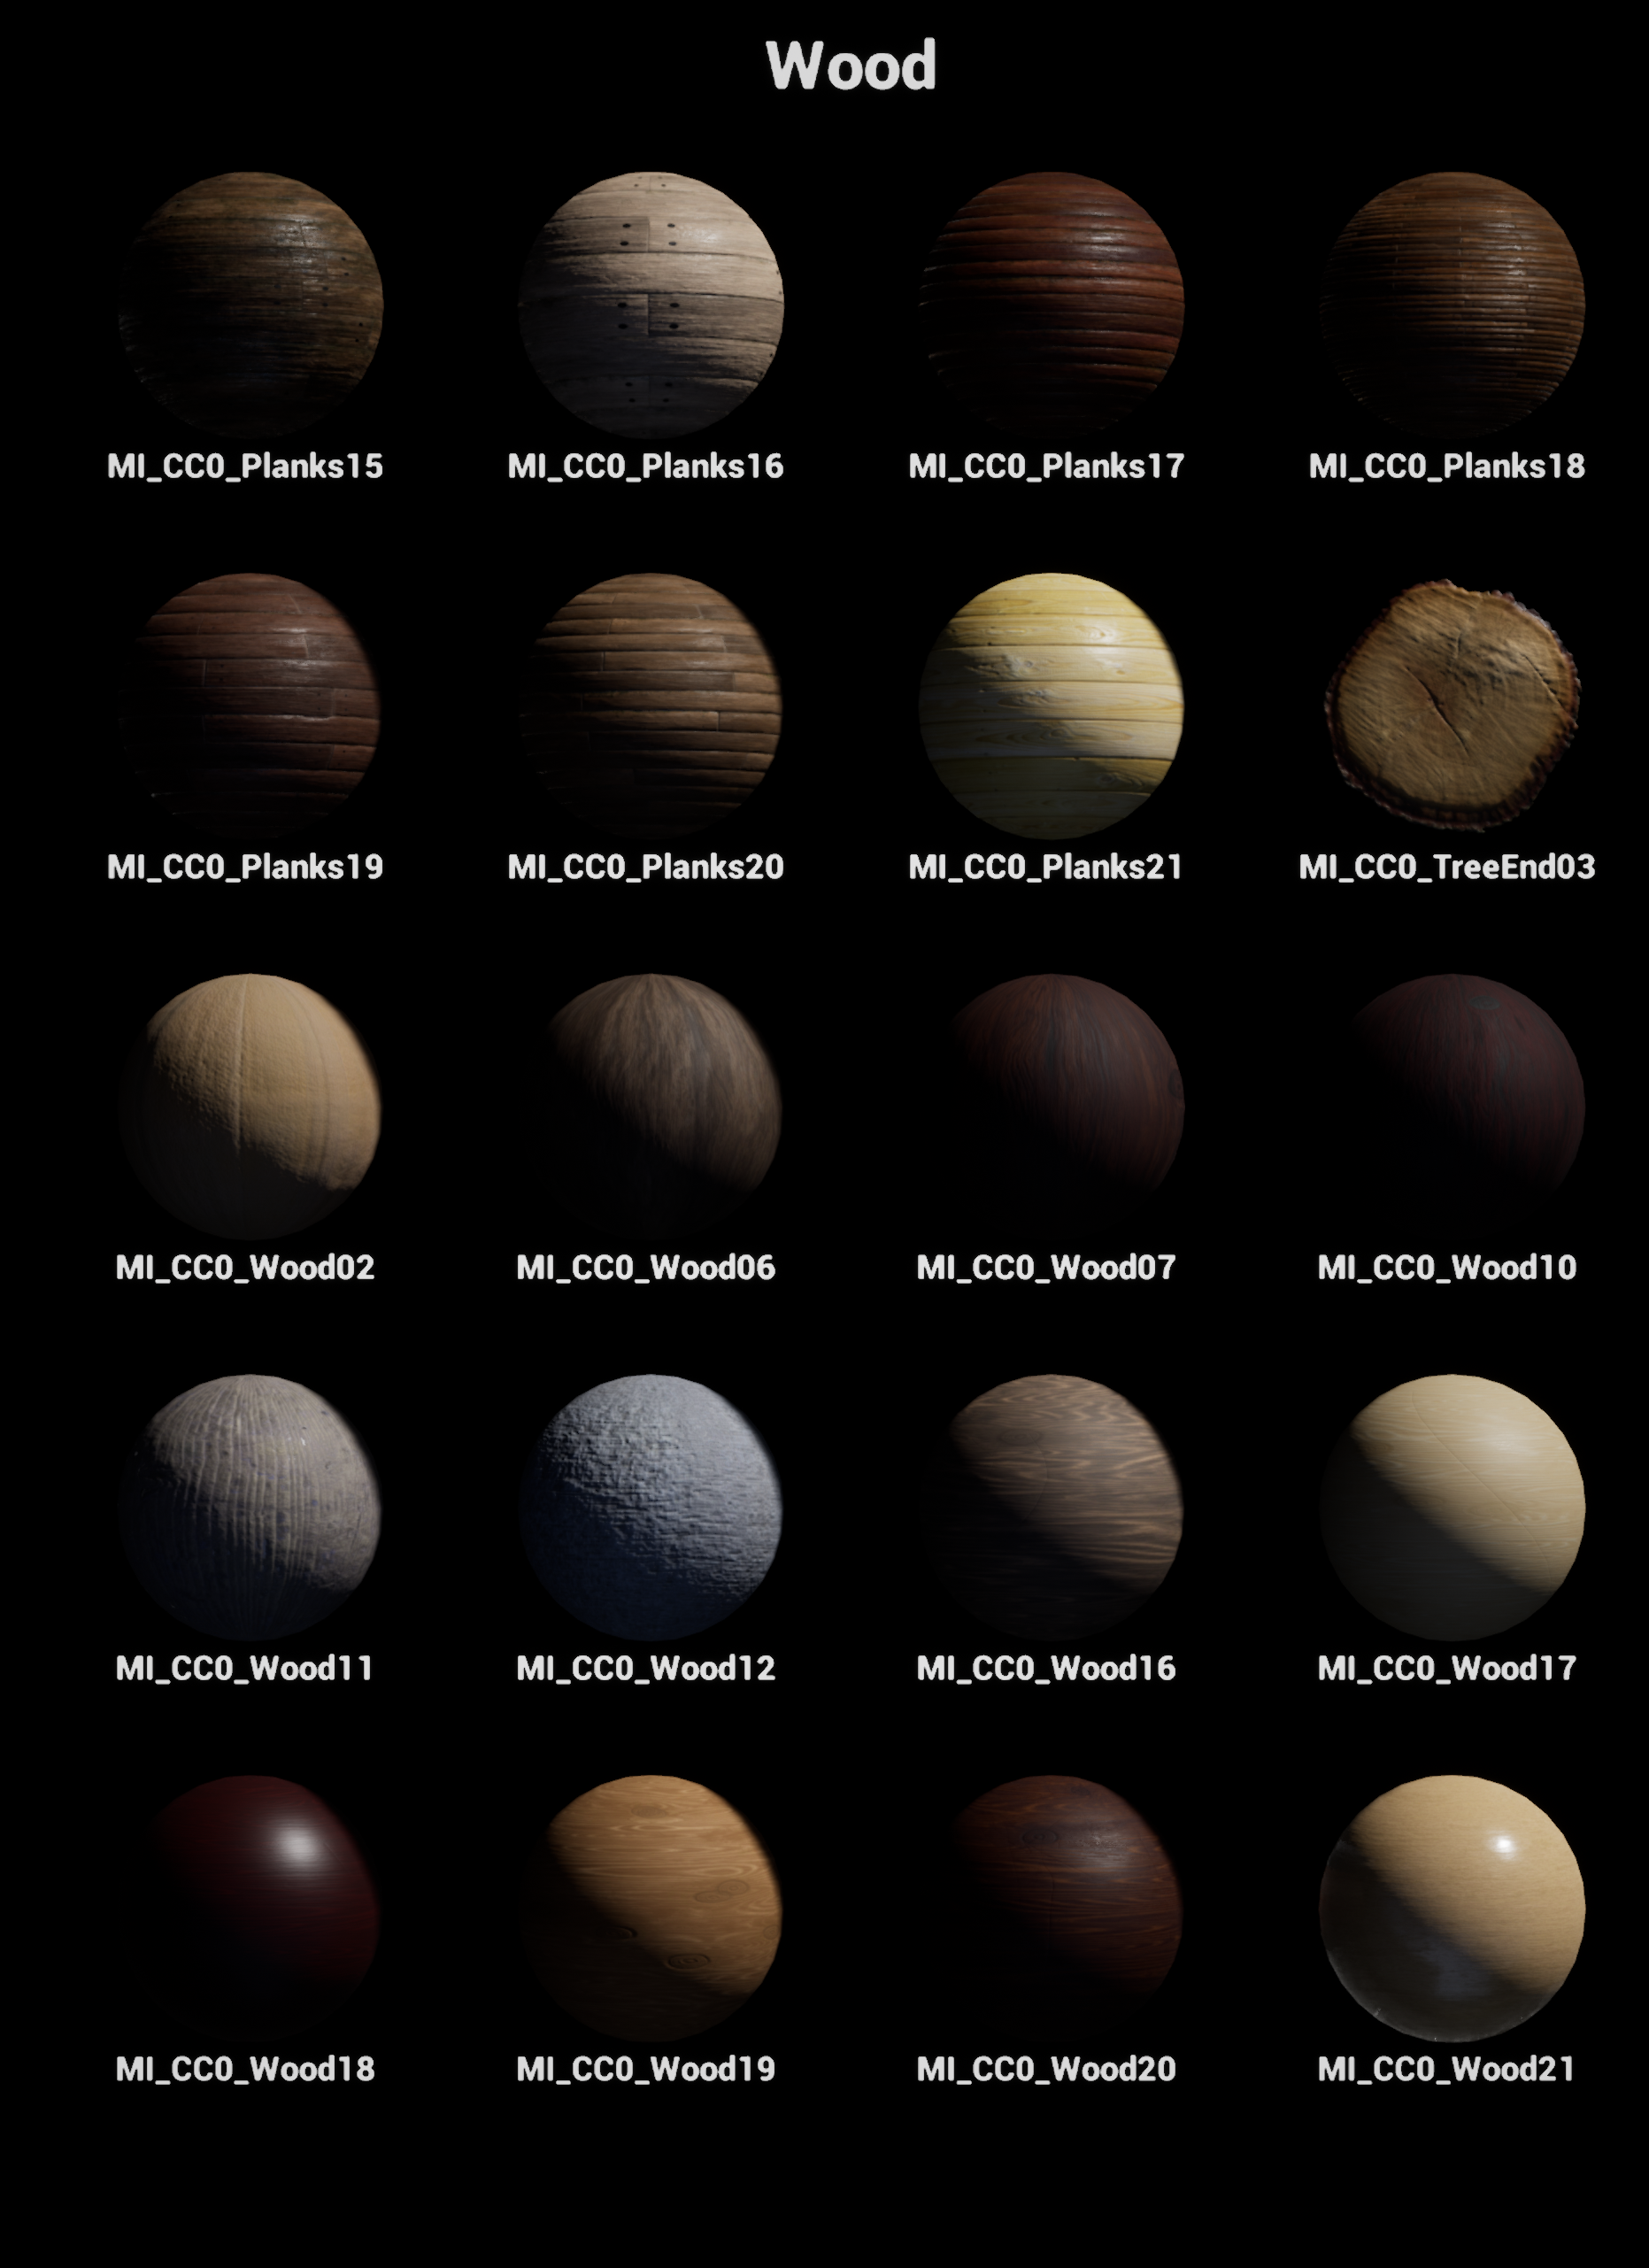 Wood
MI_CC0_Planks15 MI_CC0_Planks16 MI_CC0_Planks17 MI_CC0_Planks18
MI_CC0_Planks19 MI_CC0_Planks20 MI_CC0_Planks21 MI_CC0_TreeEnd03
MI_CC0_Wood02 MI_CC0_Wood06 MI_CC0_Wood07 MI_CC0_Wood10
MI_CC0_Wood11 MI_CC0_Wood12 MI_CC0_Wood16 MI_CC0_Wood17
MI_CC0_Wood18 MI_CC0_Wood19 MI_CC0_Wood20 MI_CC0_Wood21